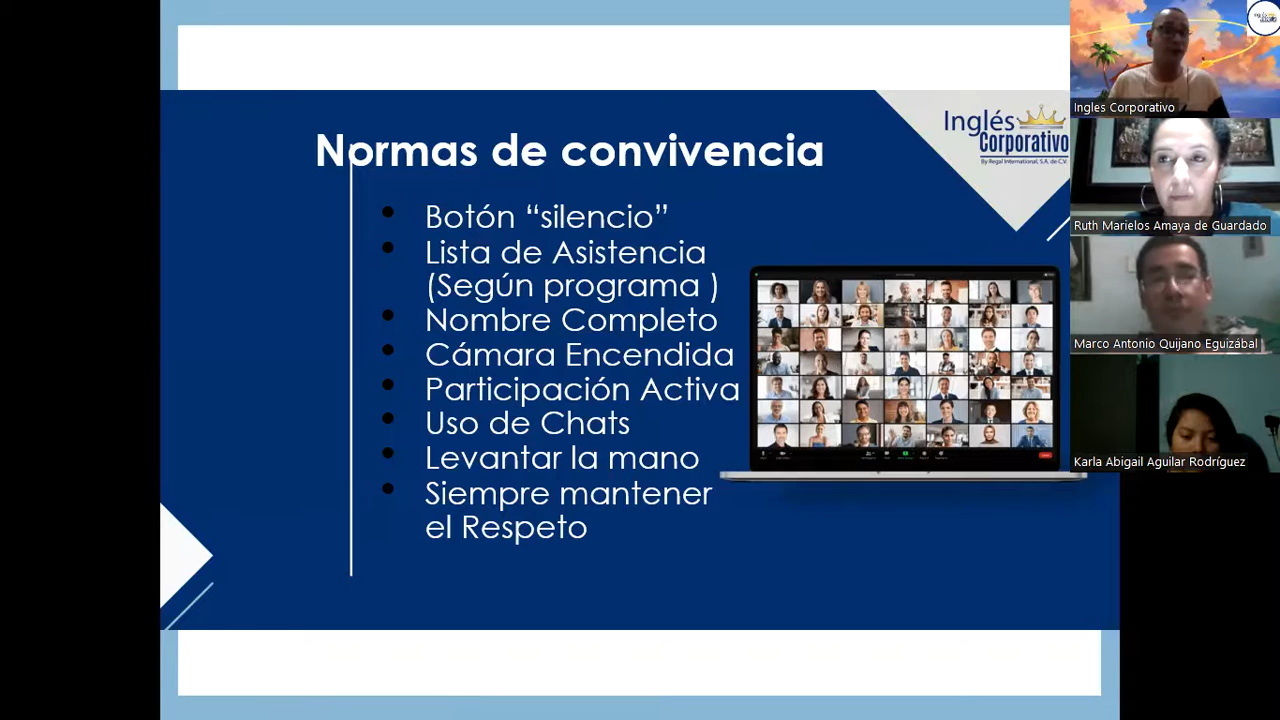 Normas de convivencia
Inglés
Corporativo
By Regal International, S.A. de C.V.
Botón “silencio”
Lista de Asistencia
(Según programa )
Nombre Completo
Cámara Encendida
Participación Activa
Uso de Chats
Levantar la mano
Siempre mantener
el Respeto
Ingles Corporativo
Ruth Marielos Amaya de Guardado
Marco Antonio Quijano Eguizábal
Karla Abigail Aguilar Rodríguez